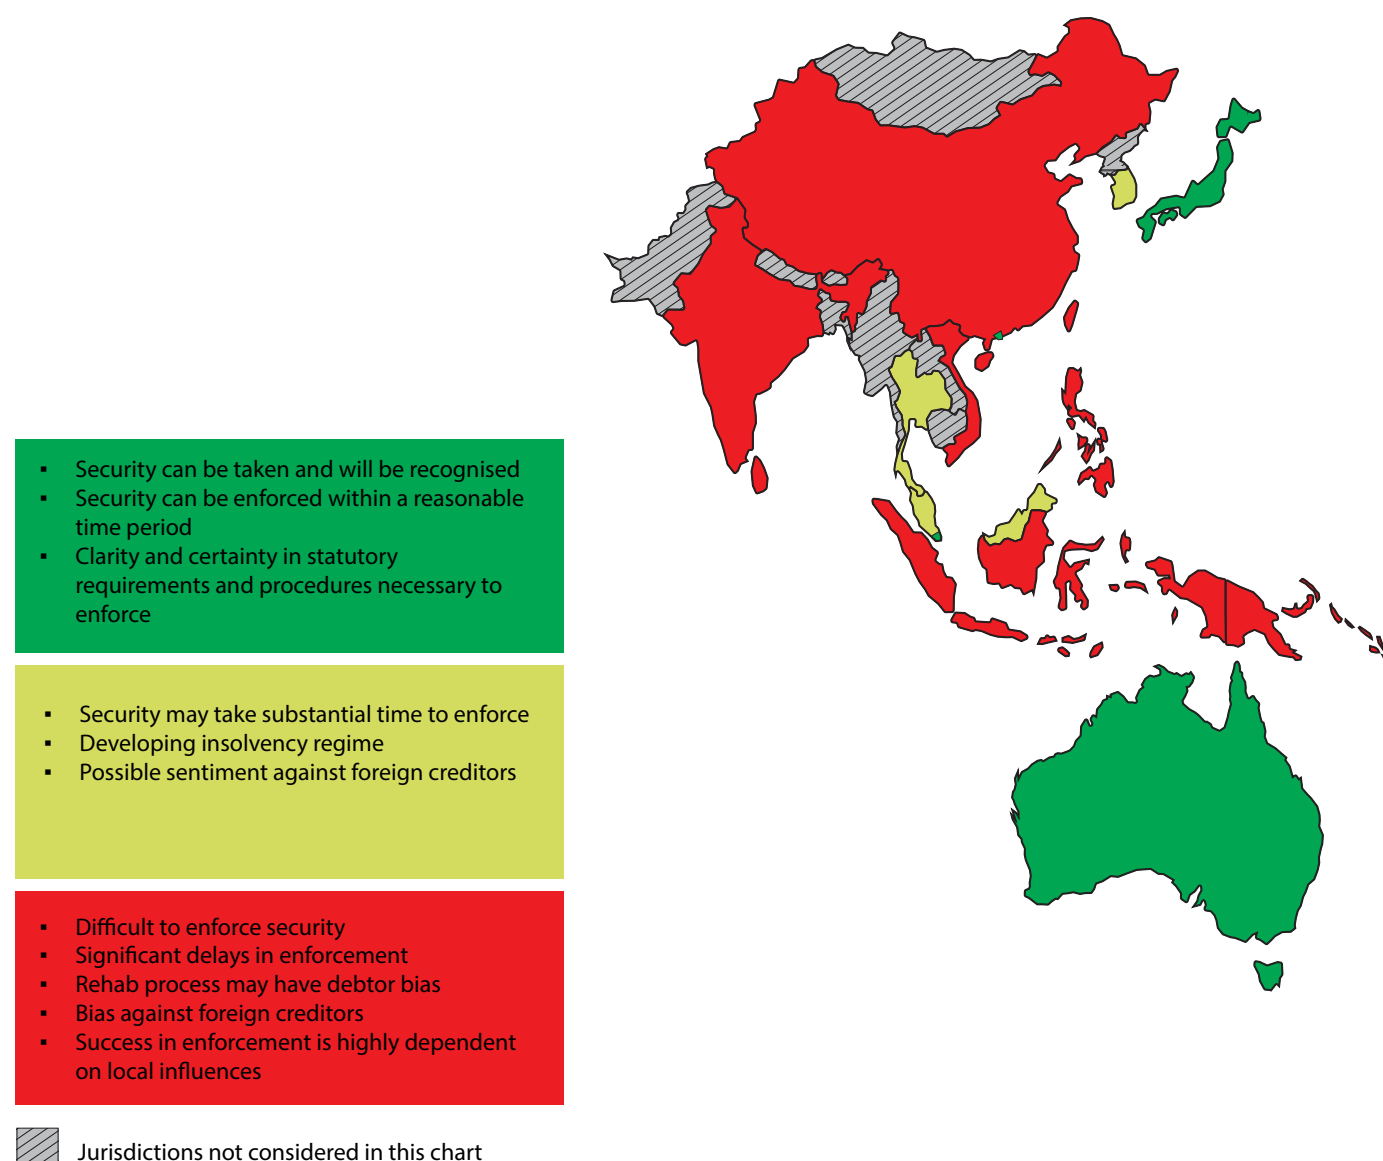 ▪ Security can be taken and will be recognised
▪ Security can be enforced within a reasonable
time period
▪ Clarity and certainty in statutory
requirements and procedures necessary to
enforce
▪ Security may take substantial time to enforce
▪ Developing insolvency regime
▪ Possible sentiment against foreign creditors
▪ Difficult to enforce security
▪ Significant delays in enforcement
▪ Rehab process may have debtor bias
▪ Bias against foreign creditors
▪ Success in enforcement is highly dependent
on local influences
Jurisdictions not considered in this chart